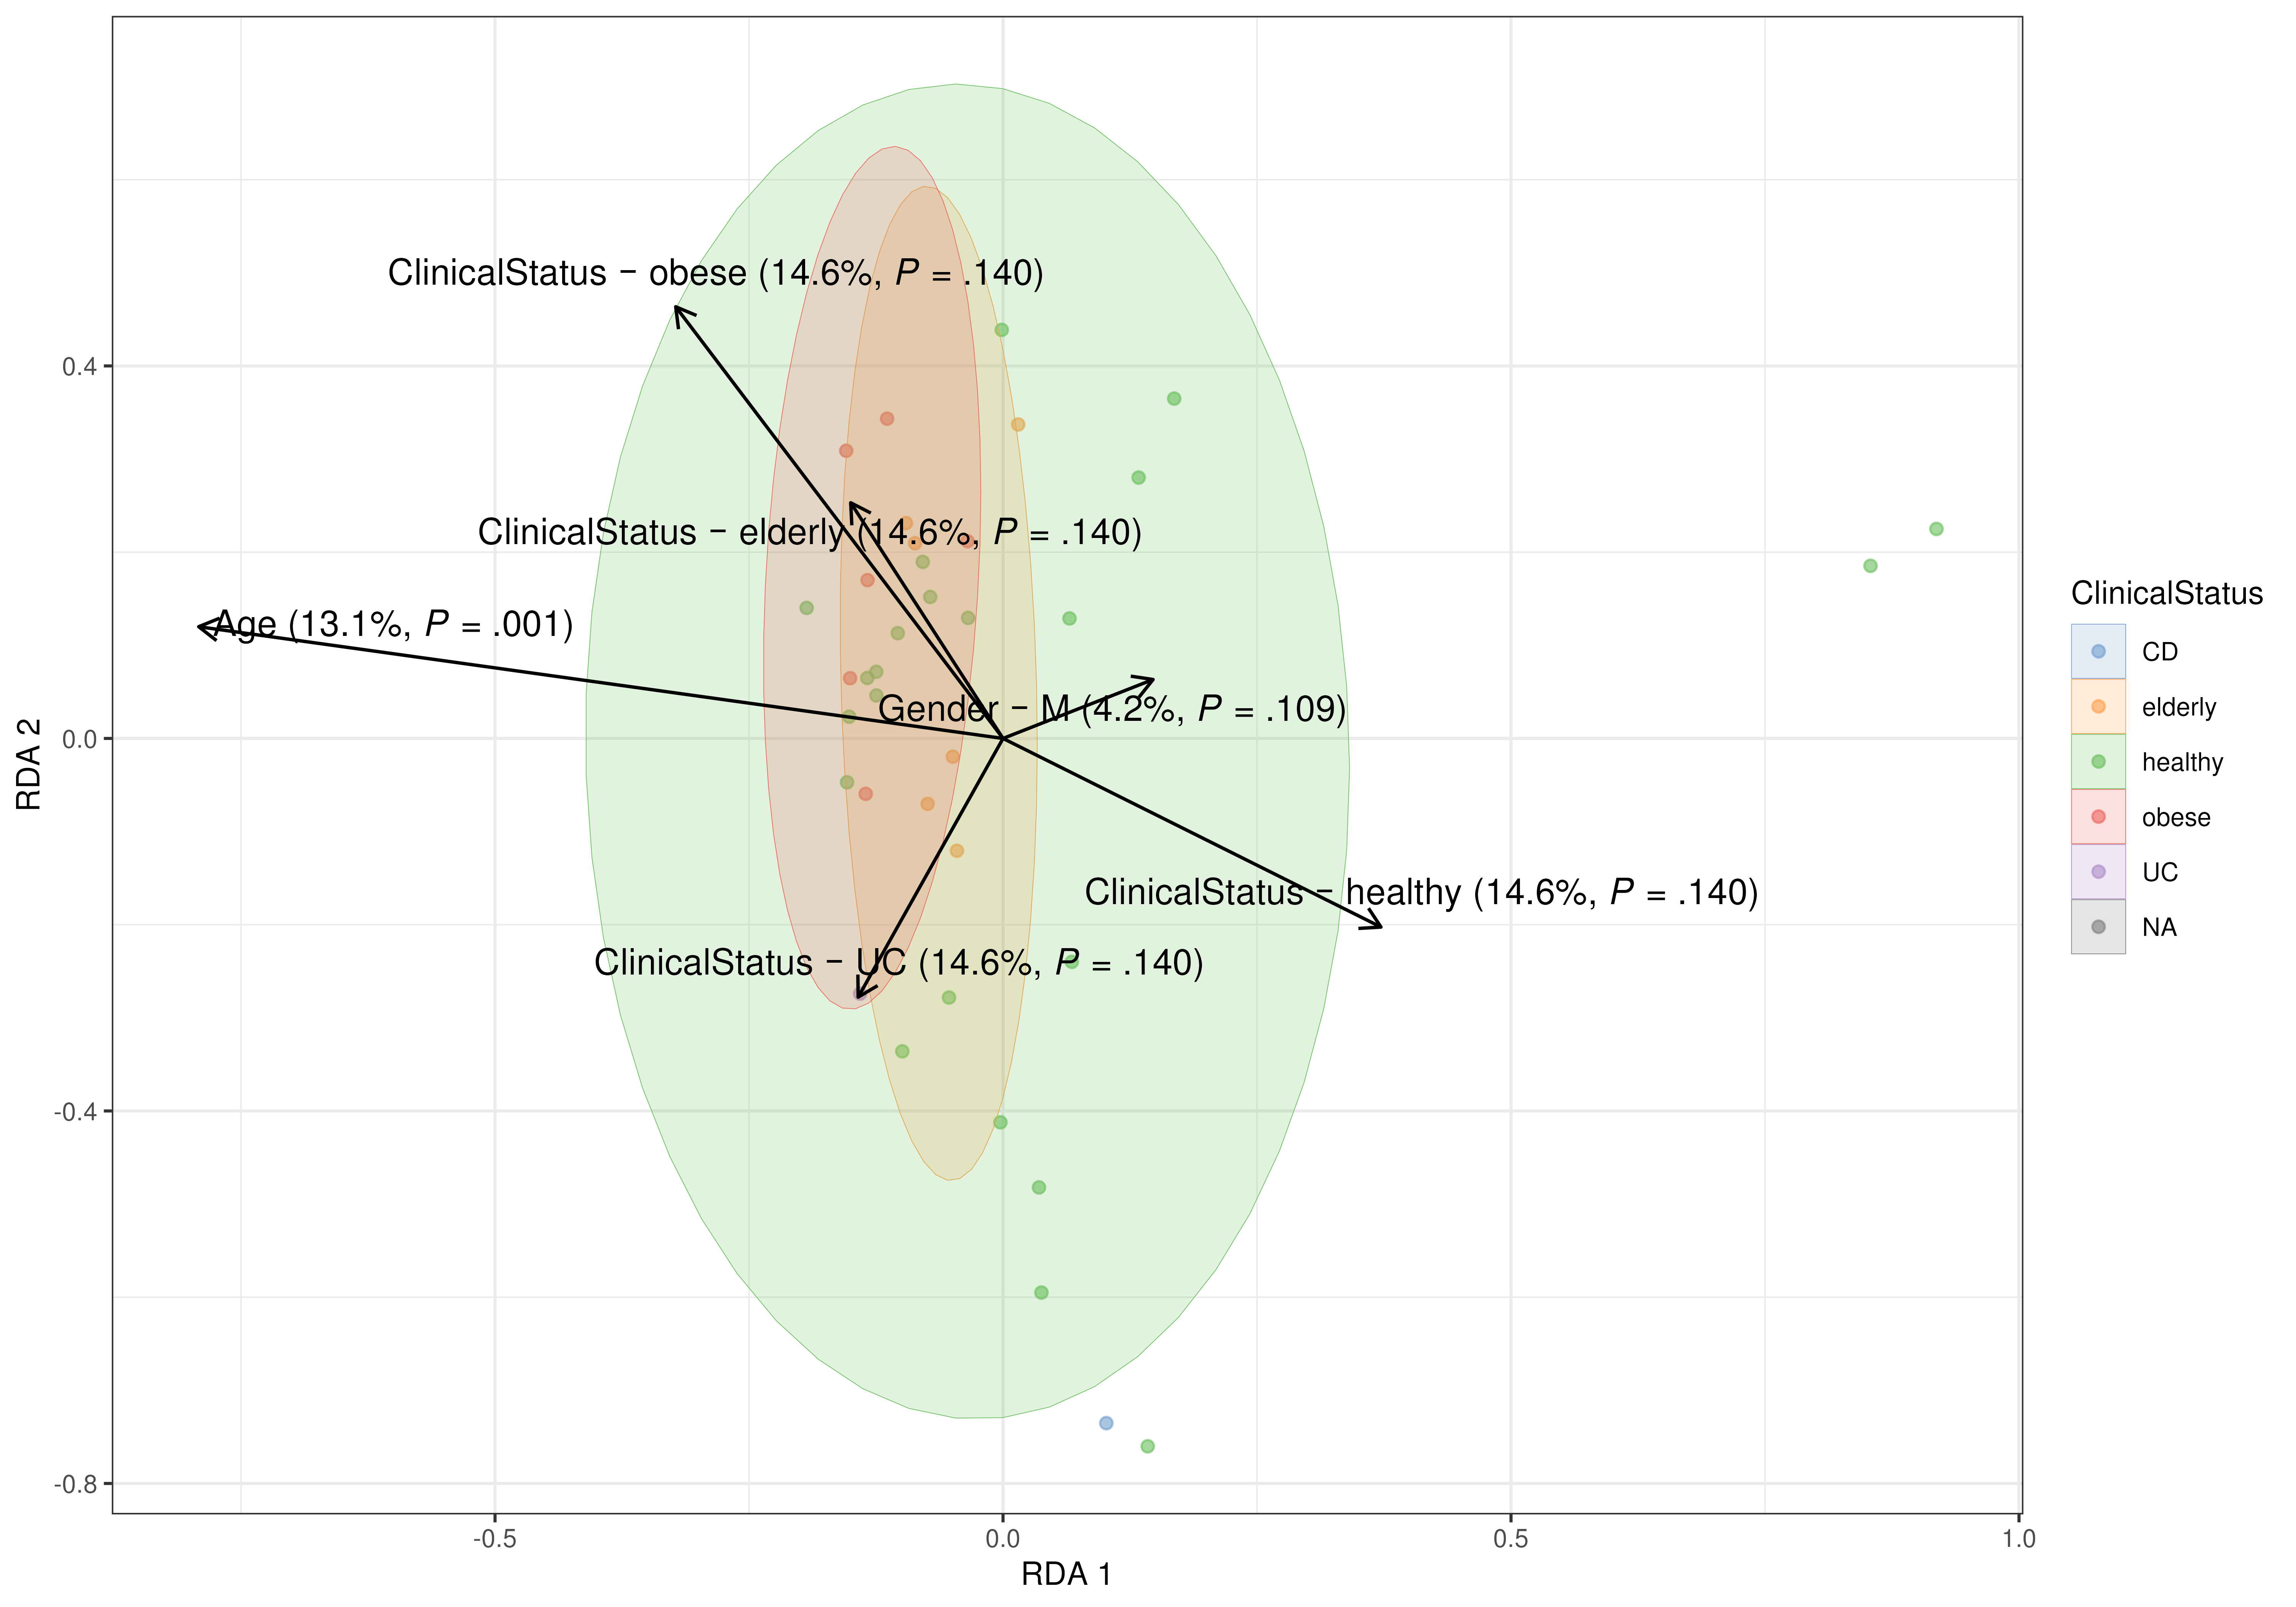 ClinicalStatus − obese (14.6%, P = .140)
0.4
ClinicalStatus − elderly (14.6%, P = .140)
Age (13.1%, P = .001)
Gender − M (4.2%, P = .109)
0.0
RDA 2
ClinicalStatus − healthy (14.6%, P = .140)
ClinicalStatus − UC (14.6%, P = .140)
-0.4
-0.8
-0.5
0.0
0.5
1.0
RDA 1
ClinicalStatus
CD
elderly
healthy
obese
UC
NA